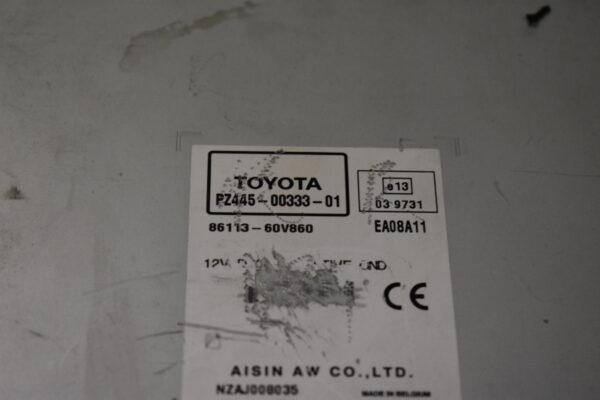 TOYOTA
PZ445-00333-01
e13
03 9731
86113-60V860
EA08A11
12V GND
CE
AISIN AW CO.,LTD.
NZAJ008035
MADE IN BELGIUM